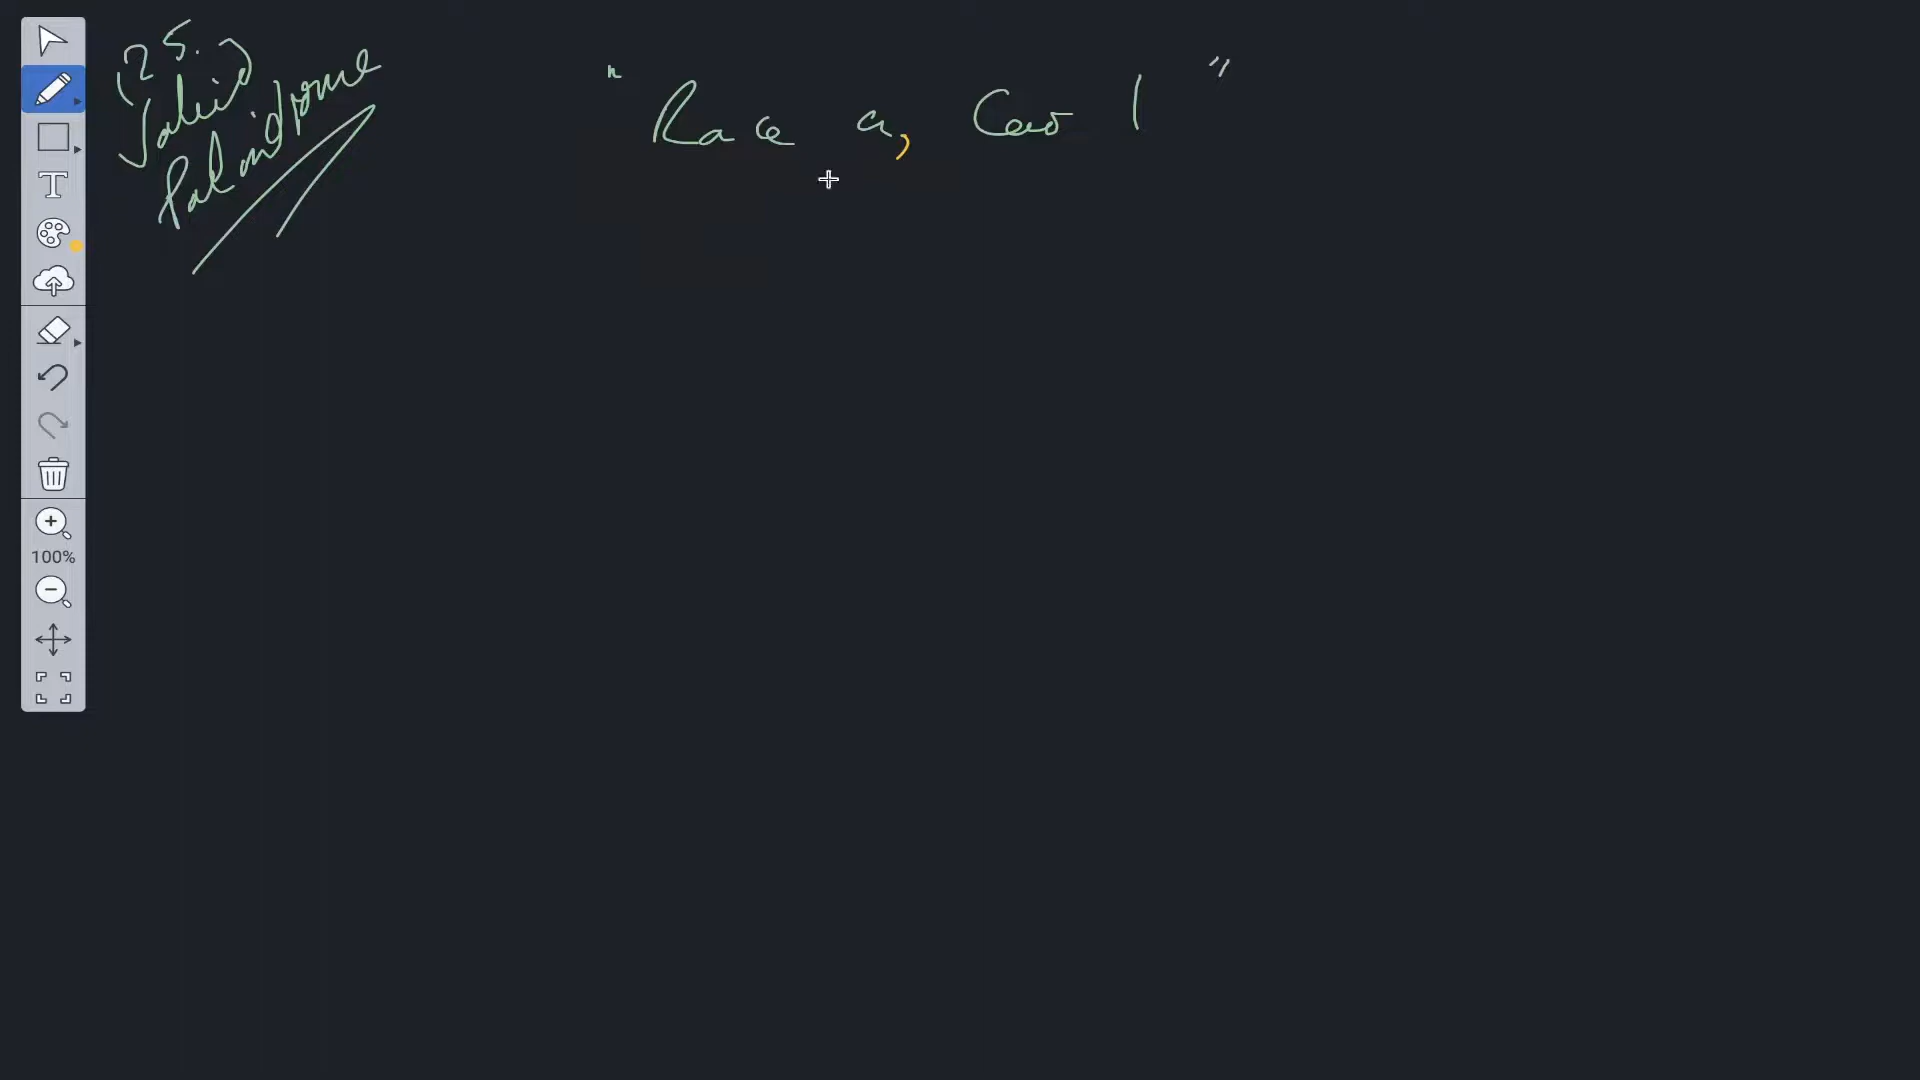 125.
Valid
Palindrome
" Race a, Car I "
100%